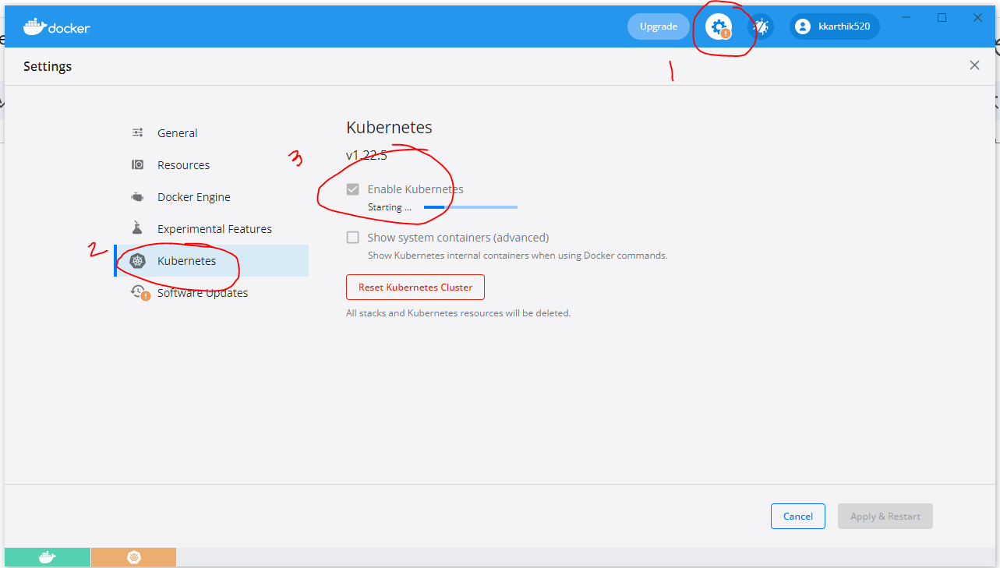 docker
Upgrade
kkarthik520
1
Settings
General
Resources
Docker Engine
Experimental Features
2
Kubernetes
Software Updates
Kubernetes
v1.22.5
3
Enable Kubernetes
Starting ...
Show system containers (advanced)
Show Kubernetes internal containers when using Docker commands.
Reset Kubernetes Cluster
All stacks and Kubernetes resources will be deleted.
Cancel
Apply & Restart